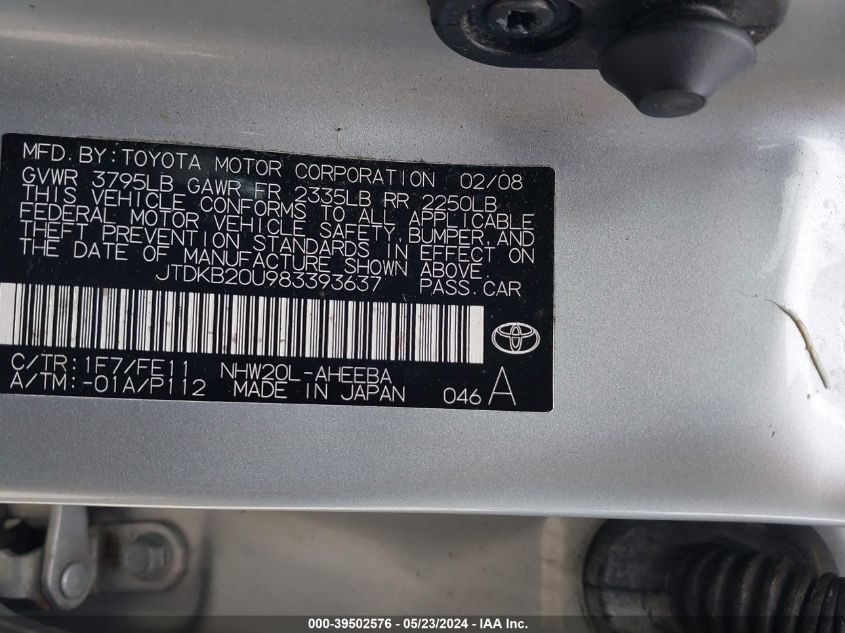 MFD. BY: TOYOTA MOTOR CORPORATION 02/08
GVWR 3795LB GAWR FR 2335LB RR 2250LB
THIS VEHICLE CONFORMS TO ALL APPLICABLE
FEDERAL MOTOR VEHICLE SAFETY, BUMPER, AND
THEFT PREVENTION STANDARDS IN EFFECT ON
THE DATE OF MANUFACTURE SHOWN ABOVE.
JTDKB20U983393637 PASS. CAR
C/TR: 1F7/FE11 NHW20L-AHEEBA
A/TM: -01A/P112 MADE IN JAPAN 046 A
000-39502576 - 05/23/2024 - IAA Inc.